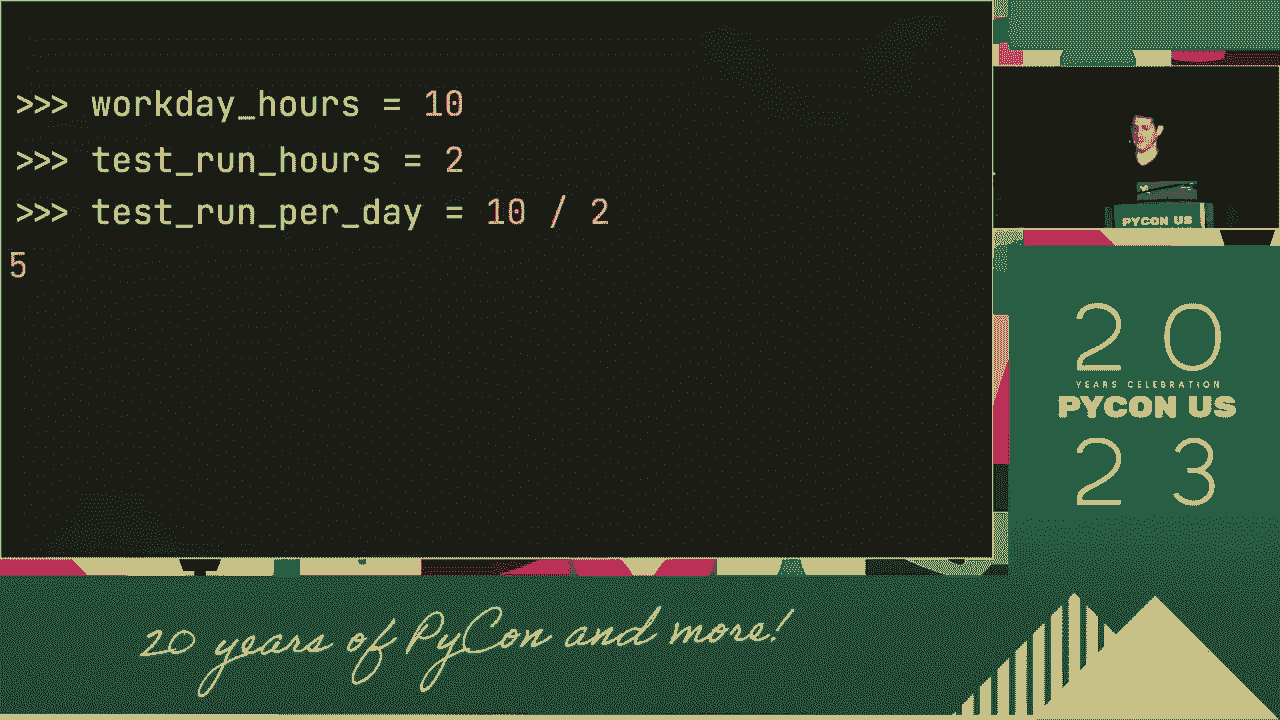 >>> workday_hours = 10
>>> test_run_hours = 2
>>> test_run_per_day = 10 / 2
5
PYCON US
20
YEARS CELEBRATION
PYCON US
23
20 years of PyCon and more!